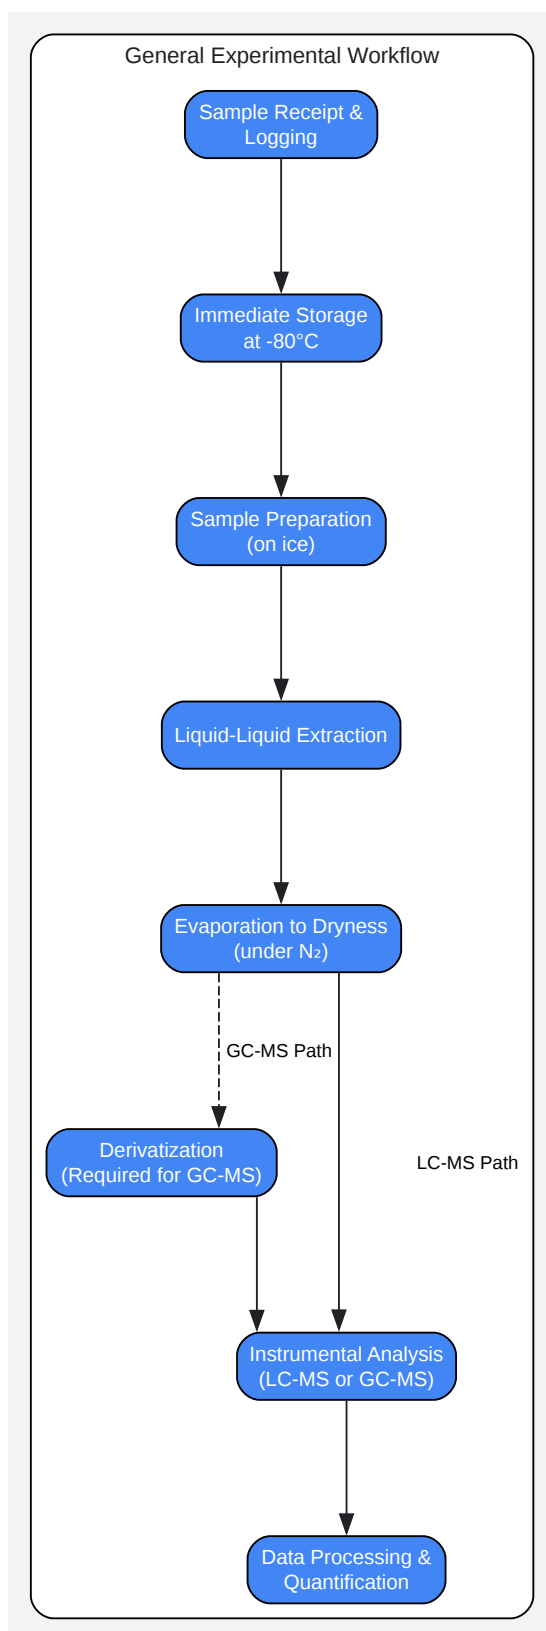 General Experimental Workflow
Sample Receipt &
Logging
Immediate Storage
at -80°C
Sample Preparation
(on ice)
Liquid-Liquid Extraction
Evaporation to Dryness
(under N₂)
GC-MS Path
Derivatization
(Required for GC-MS)
LC-MS Path
Instrumental Analysis
(LC-MS or GC-MS)
Data Processing &
Quantification